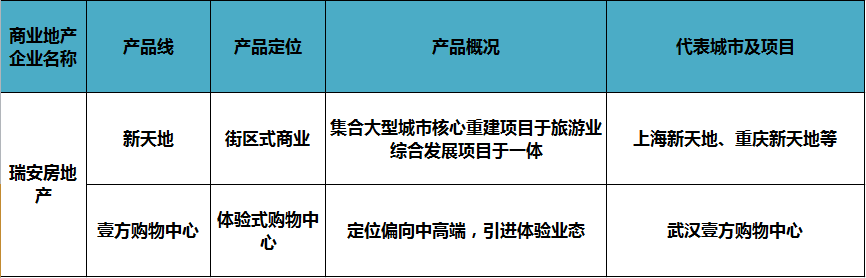 商业地产
企业名称
产品线
产品定位
产品概况
代表城市及项目
瑞安房地
产
新天地
街区式商业
集合大型城市核心重建项目于旅游业
综合发展项目于一体
上海新天地、重庆新天地等
壹方购物中心
体验式购物中
心
定位偏向中高端，引进体验业态
武汉壹方购物中心